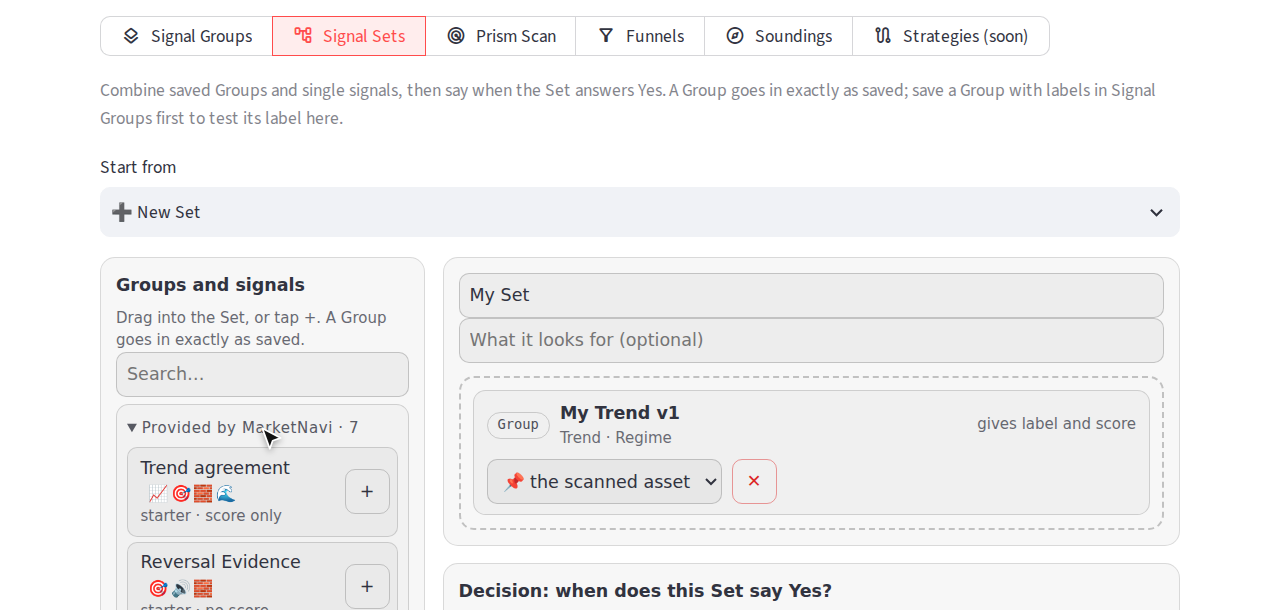 Signal Groups
Signal Sets
Prism Scan
Funnels
Soundings
Strategies (soon)
Combine saved Groups and single signals, then say when the Set answers Yes. A Group goes in exactly as saved; save a Group with labels in Signal
Groups first to test its label here.
Start from
➕ New Set
Groups and signals
Drag into the Set, or tap +. A Group
goes in exactly as saved.
Search...
▼ Provided by MarketNavi · 7
Trend agreement
📈🎯🧱🌊
starter · score only
+
Reversal Evidence
🎯🔊🧱
starter · no score
+
My Set
What it looks for (optional)
Group
My Trend v1
Trend · Regime
gives label and score
📌 the scanned asset
✕
Decision: when does this Set say Yes?